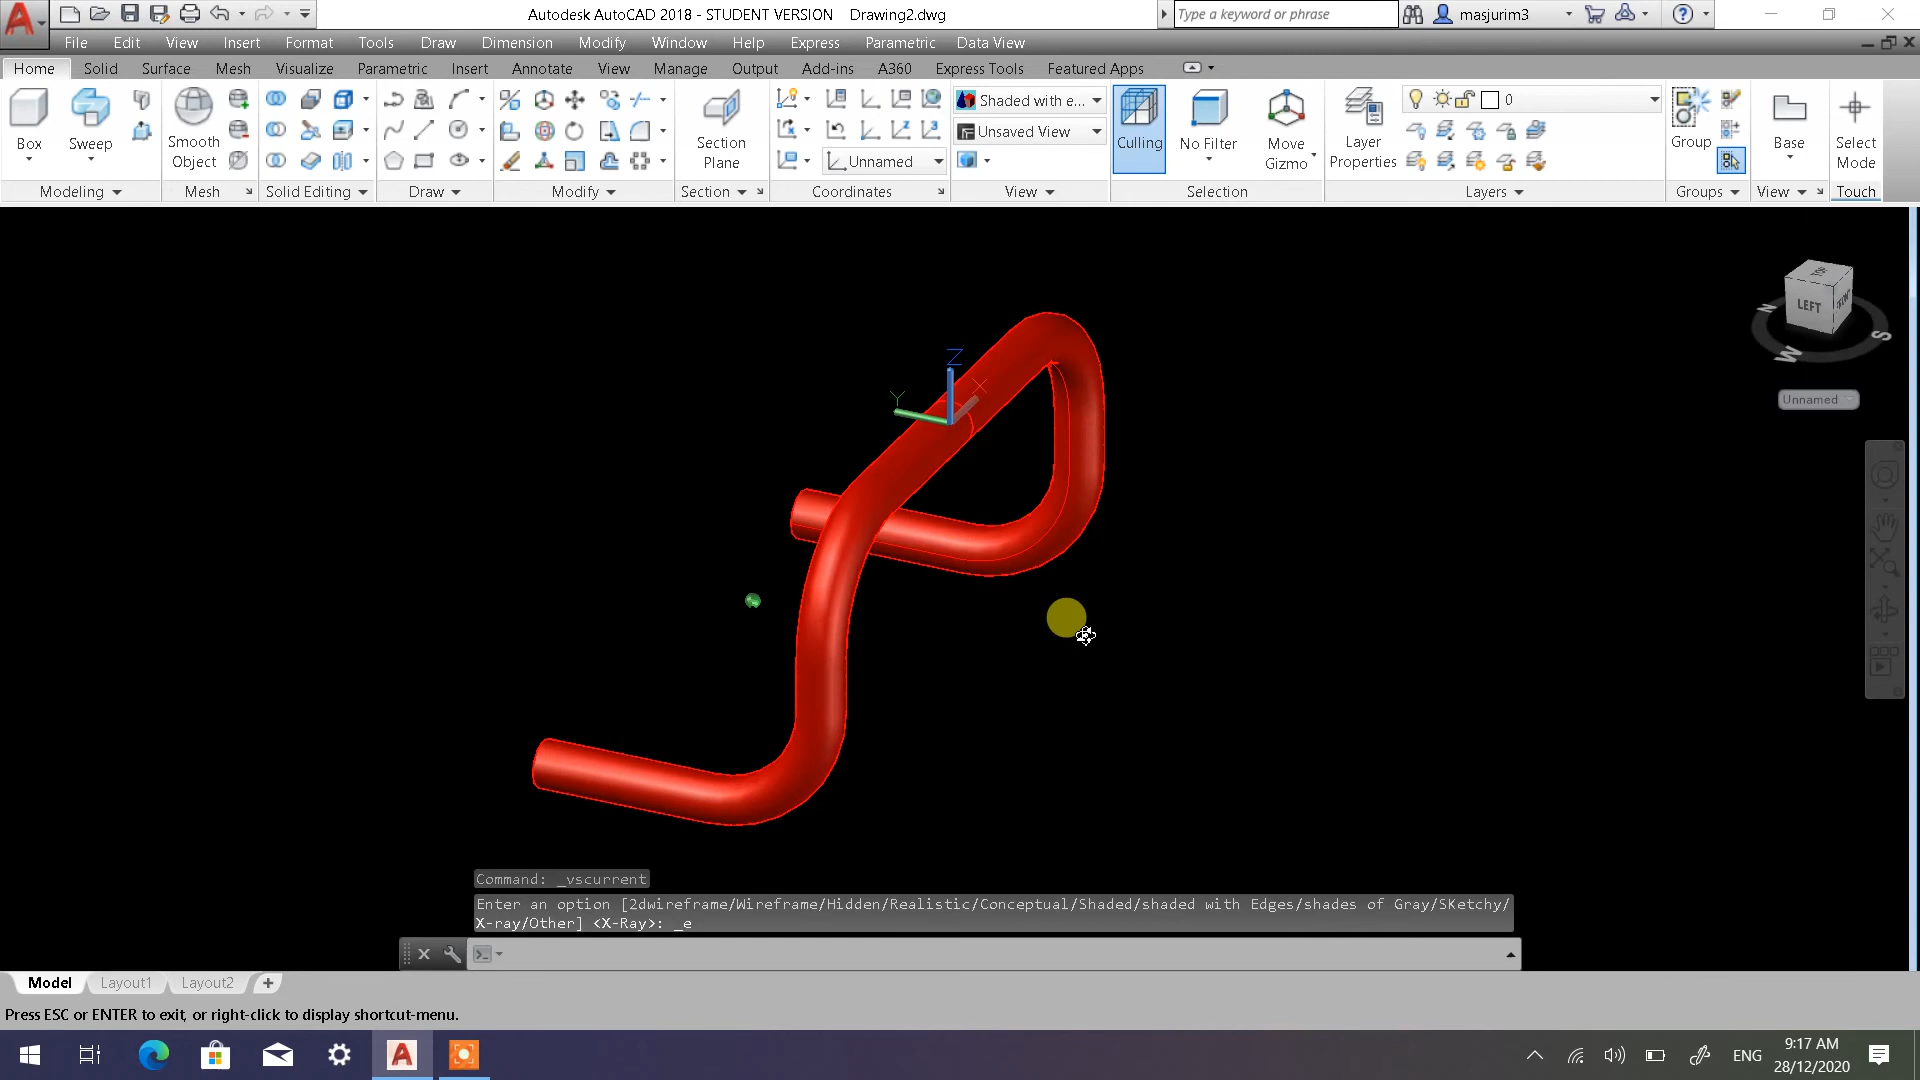 Autodesk AutoCAD 2018 - STUDENT VERSION Drawing2.dwg
Type a keyword or phrase
masjurim3
File Edit View Insert Format Tools Draw Dimension Modify Window Help Express Parametric Data View
Home Solid Surface Mesh Visualize Parametric Insert Annotate View Manage Output Add-ins A360 Express Tools Featured Apps
Box
Sweep
Smooth
Object
Section
Plane
Shaded with e...
Unsaved View
Unnamed
Culling
No Filter
Move
Gizmo
Layer
Properties
0
Group
Base
Select
Mode
Modeling Mesh Solid Editing Draw Modify Section Coordinates View Selection Layers Groups View Touch
Z
X
Y
TOP
LEFT
FRONT
N
S
W
Unnamed
Command: _vscurrent
Enter an option [2dwireframe/Wireframe/Hidden/Realistic/Conceptual/Shaded/shaded with Edges/shades of Gray/SKetchy/
X-ray/Other] <X-Ray>: _e
Model Layout1 Layout2 +
Press ESC or ENTER to exit, or right-click to display shortcut-menu.
ENG
9:17 AM
28/12/2020